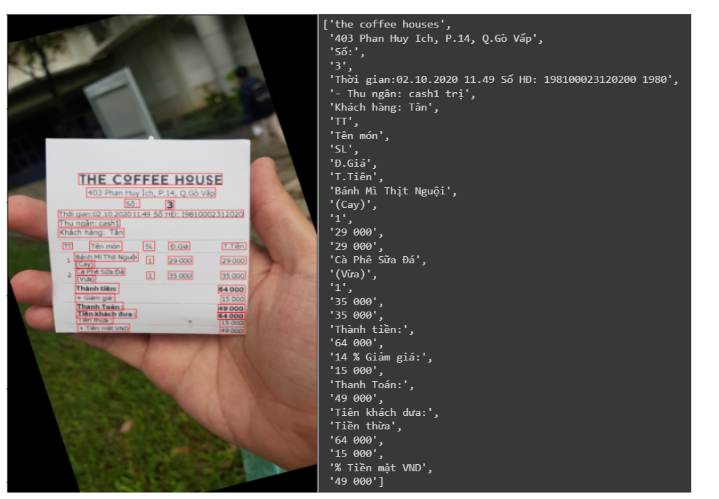 THE COFFEE HOUSE
403 Phan Huy Ích, P.14, Q.Gò Vấp
Số: 3
Thời gian:02.10.2020 11:49 Số HĐ: 19810002312020
Thu ngân: cash1
Khách hàng: Tân
TT Tên món SL Đ.Giá T.Tiền
1 Bánh Mì Thịt Nguội 1 29 000 29 000
(Cay)
2 Cà Phê Sữa Đá 1 35 000 35 000
(Vừa)
Thành tiền: 64 000
+ Giảm giá: 15 000
Thanh Toán : 49 000
Tiền khách đưa : 64 000
Tiền thừa : 15 000
+ Tiền mặt VND 49 000
['the coffee houses',
'403 Phan Huy Ich, P.14, Q.Gò Vấp',
'Số:',
'3',
'Thời gian:02.10.2020 11.49 Số HD: 198100023120200 1980',
'- Thu ngân: cash1 trị',
'Khách hàng: Tân',
'TT',
'Tên món',
'SL',
'Đ.Giá',
'T.Tiên',
'Bánh Mì Thịt Nguội',
'(Cay)',
'1',
'29 000',
'29 000',
'Cà Phê Sữa Đá',
'(Vừa)',
'1',
'35 000',
'35 000',
'Thành tiền:',
'64 000',
'14 % Giảm giá:',
'15 000',
'Thanh Toán:',
'49 000',
'Tiên khách dưa:',
'Tiền thừa',
'64 000',
'15 000',
'% Tiền mặt VND',
'49 000']